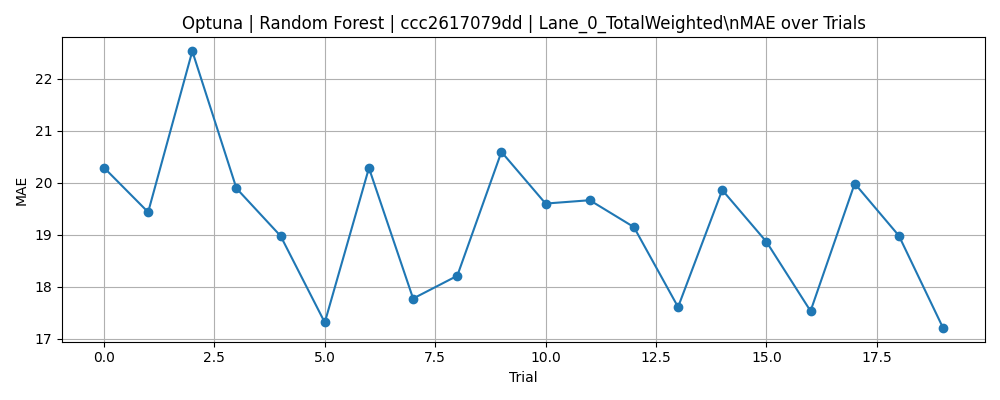 Optuna | Random Forest | ccc2617079dd | Lane_0_TotalWeighted\nMAE over Trials
MAE
22
21
20
19
18
17
0.0 2.5 5.0 7.5 10.0 12.5 15.0 17.5
Trial